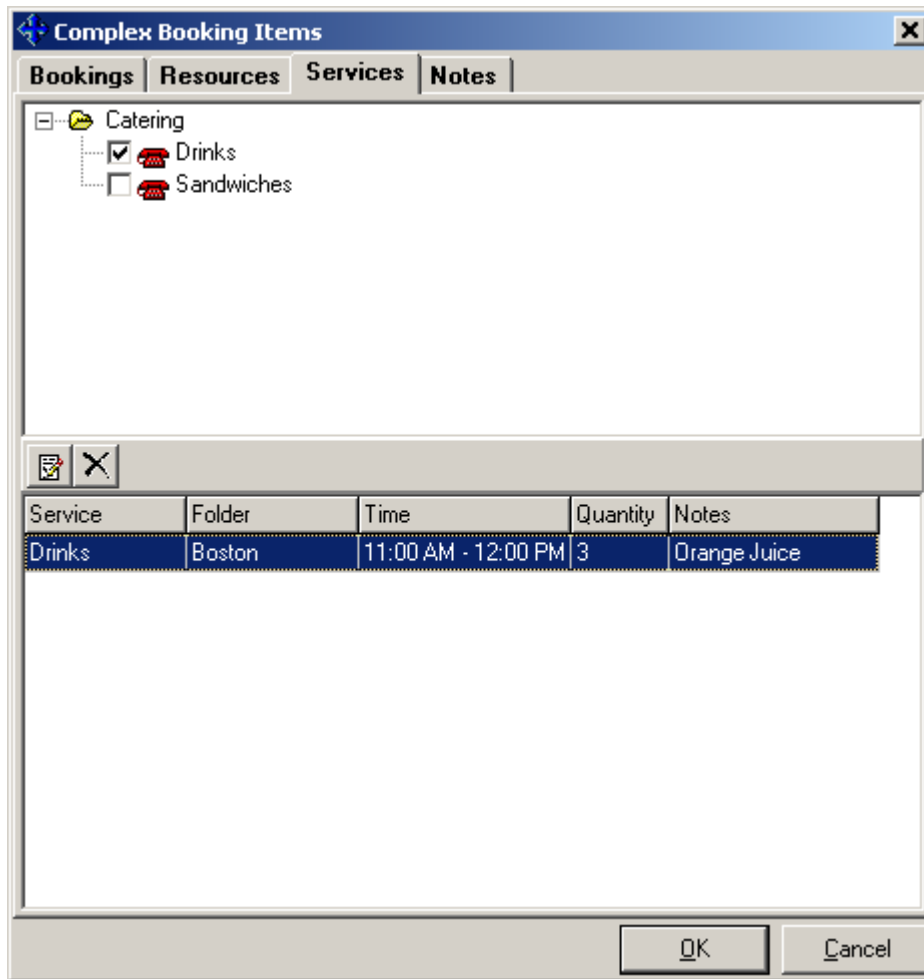 Complex Booking Items
Bookings Resources Services Notes
Catering
Drinks
Sandwiches
Service Folder Time Quantity Notes
Drinks Boston 11:00 AM - 12:00 PM 3 Orange Juice
OK Cancel